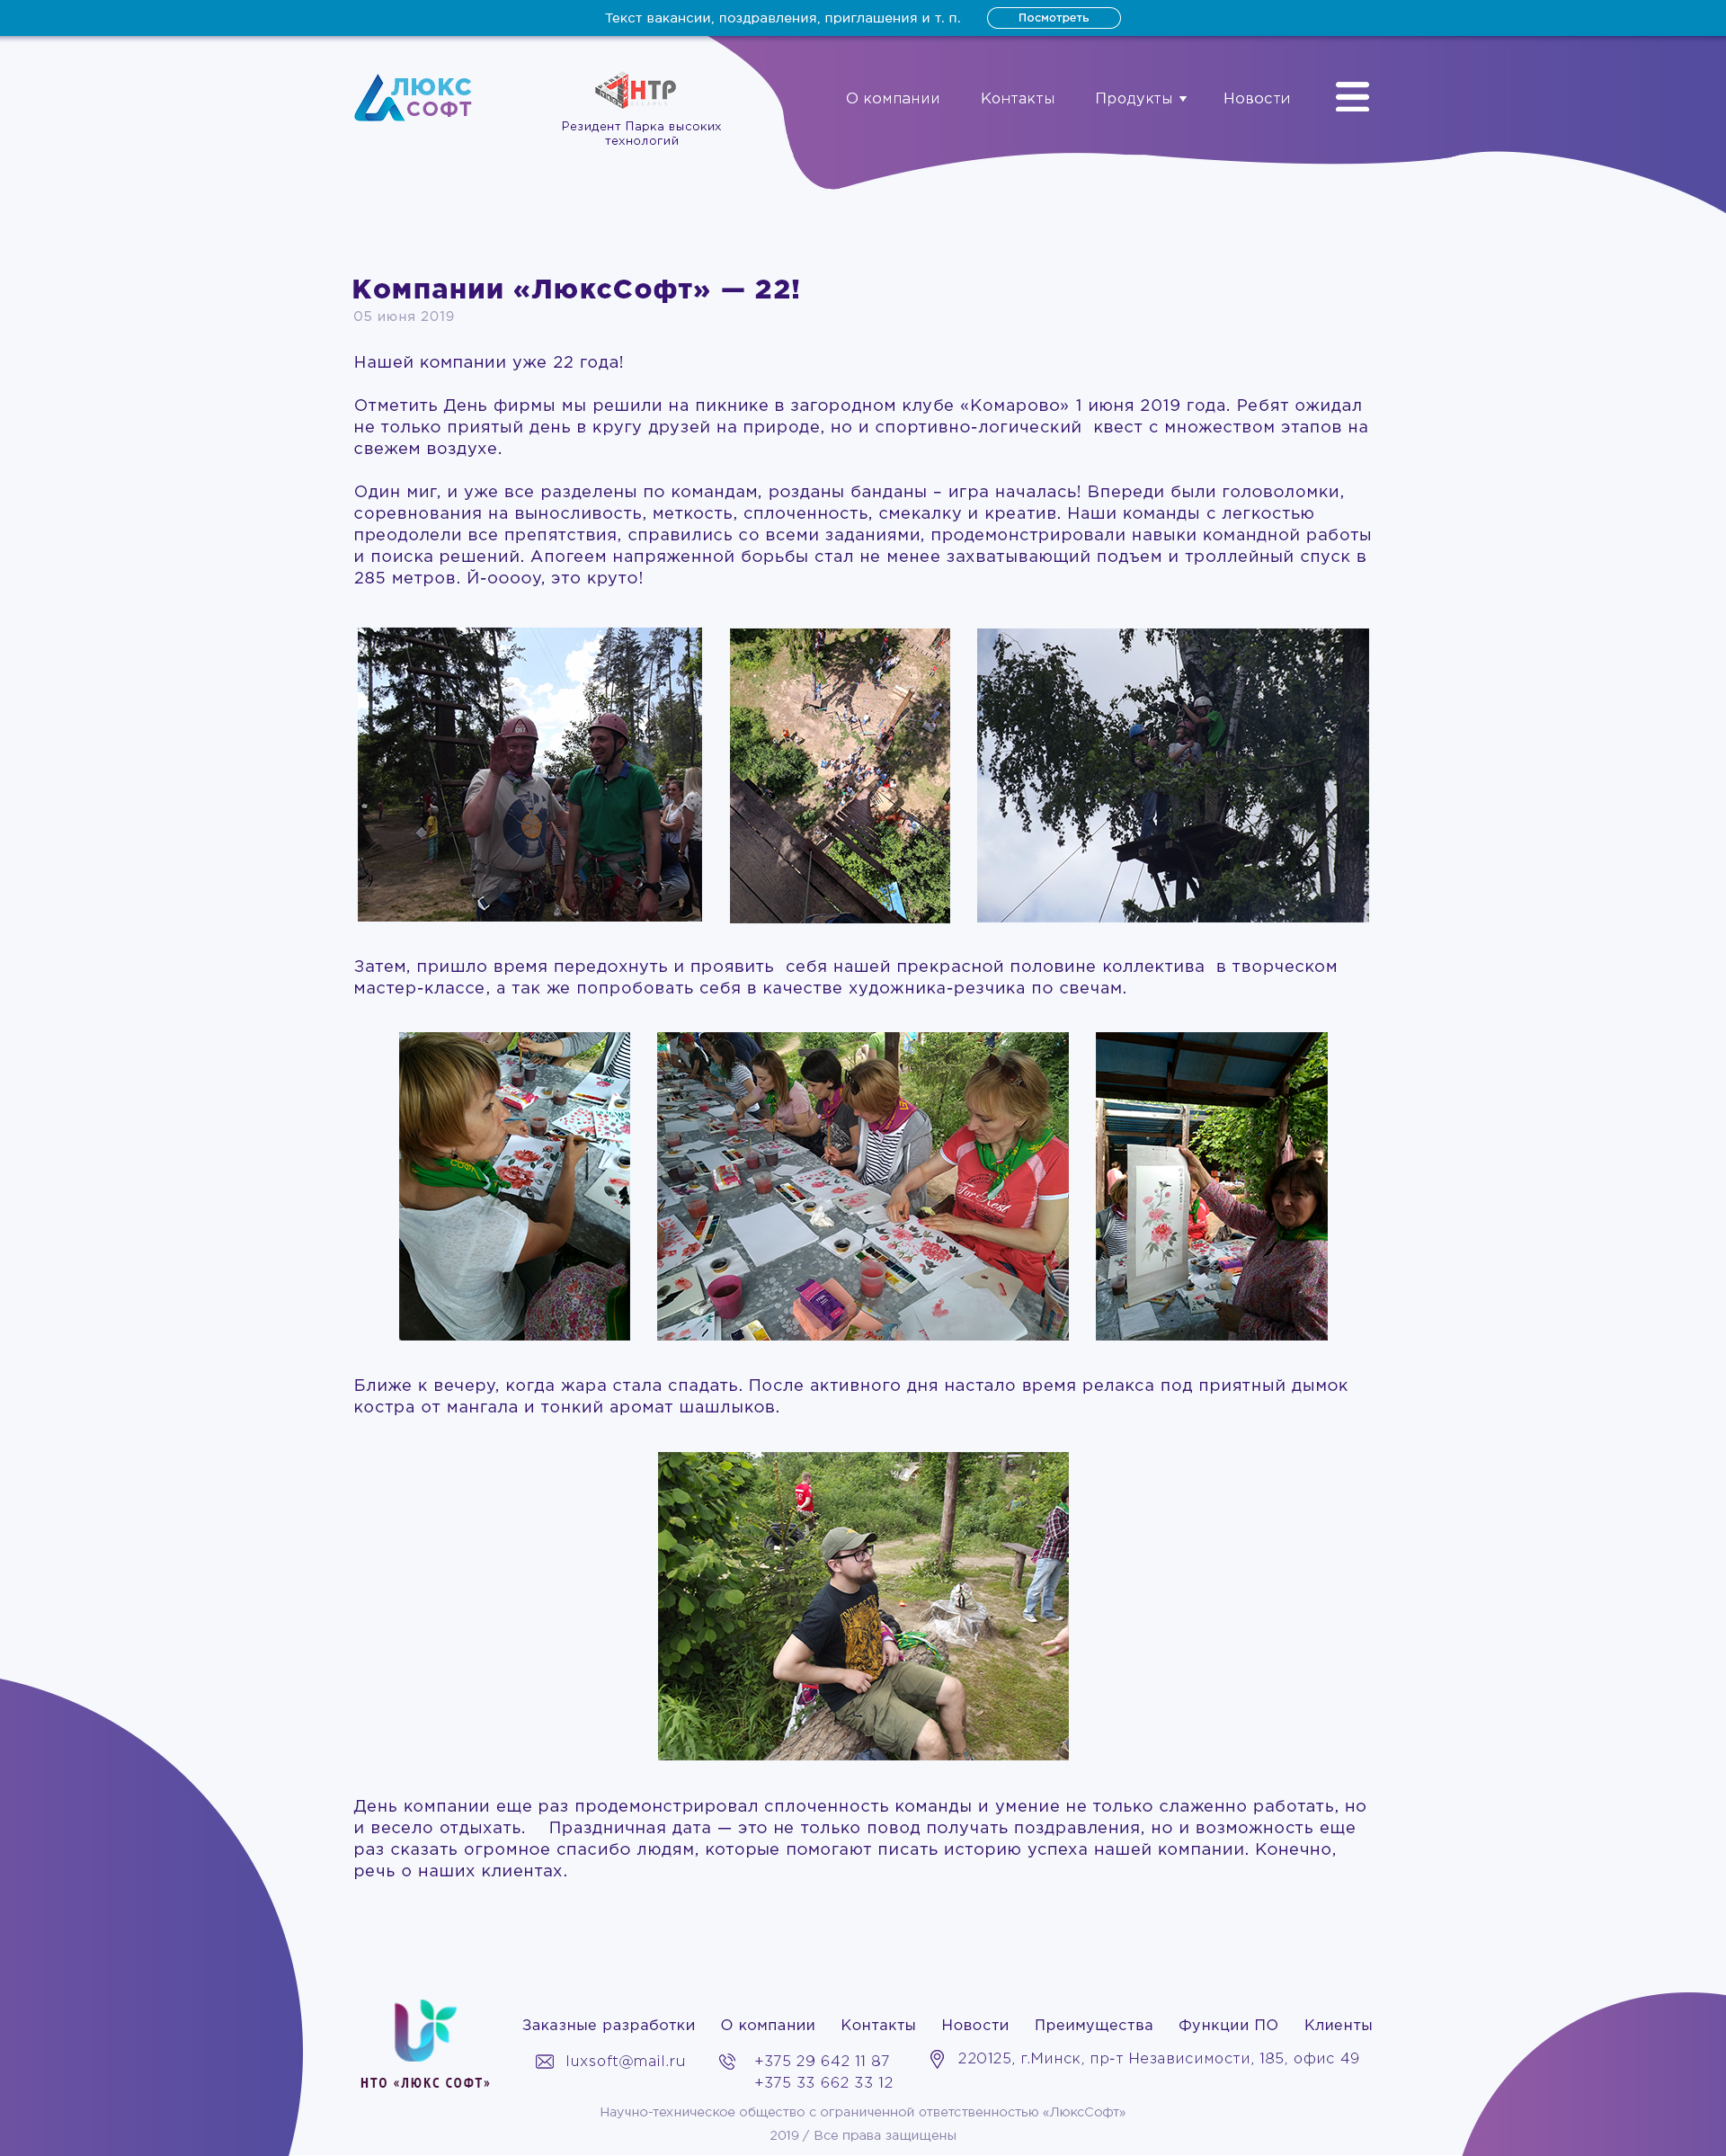 Текст вакансии, поздравления, приглашения и т. п.
Посмотреть
ЛЮКС
СОФТ
НТР
Резидент Парка высоких
технологий
О компании
Контакты
Продукты
Новости
Компании «ЛюксСофт» — 22!
05 июня 2019
Нашей компании уже 22 года!
Отметить День фирмы мы решили на пикнике в загородном клубе «Комарово» 1 июня 2019 года. Ребят ожидал
не только приятый день в кругу друзей на природе, но и спортивно-логический  квест с множеством этапов на
свежем воздухе.
Один миг, и уже все разделены по командам, розданы банданы – игра началась! Впереди были головоломки,
соревнования на выносливость, меткость, сплоченность, смекалку и креатив. Наши команды с легкостью
преодолели все препятствия, справились со всеми заданиями, продемонстрировали навыки командной работы
и поиска решений. Апогеем напряженной борьбы стал не менее захватывающий подъем и троллейный спуск в
285 метров. Й-оооoу, это круто!
Затем, пришло время передохнуть и проявить  себя нашей прекрасной половине коллектива  в творческом
мастер-классе, а так же попробовать себя в качестве художника-резчика по свечам.
СОФТ
For Rest
Ближе к вечеру, когда жара стала спадать. После активного дня настало время релакса под приятный дымок
костра от мангала и тонкий аромат шашлыков.
День компании еще раз продемонстрировал сплоченность команды и умение не только слаженно работать, но
и весело отдыхать.    Праздничная дата — это не только повод получать поздравления, но и возможность еще
раз сказать огромное спасибо людям, которые помогают писать историю успеха нашей компании. Конечно,
речь о наших клиентах.
НТО «ЛЮКС СОФТ»
Заказные разработки
О компании
Контакты
Новости
Преимущества
Функции ПО
Клиенты
luxsoft@mail.ru
+375 29 642 11 87
+375 33 662 33 12
220125, г.Минск, пр-т Независимости, 185, офис 49
Научно-техническое общество с ограниченной ответственностью «ЛюксСофт»
2019 / Все права защищены